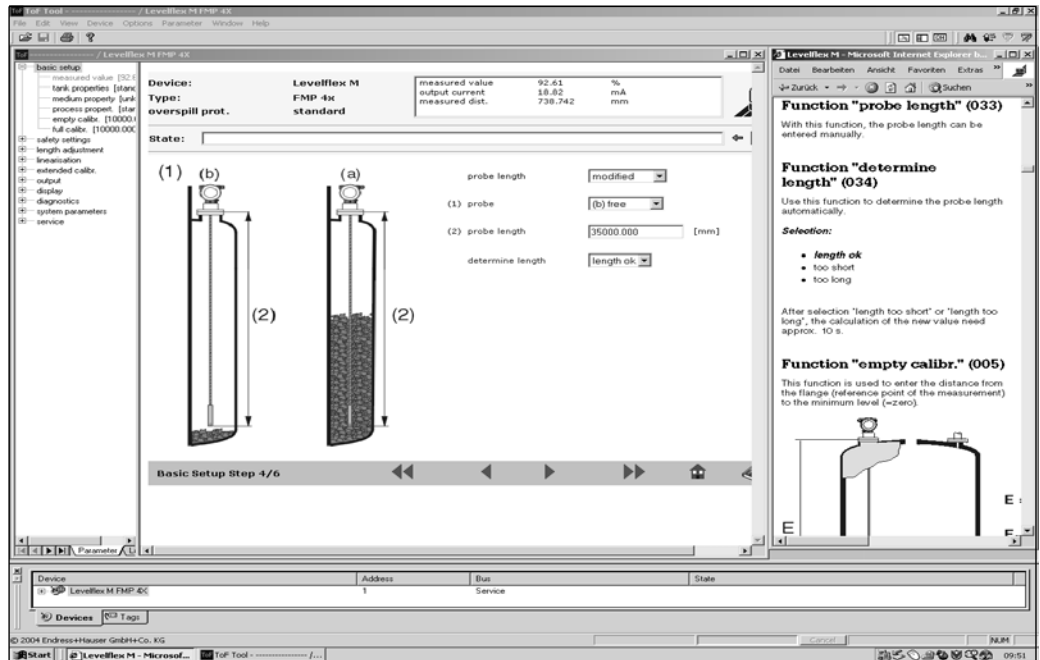 ToF Tool - ---------------- / Levelflex M FMP 4X
File Edit View Device Options Parameter Window Help
---------------- / Levelflex M FMP 4X
basic setup
measured value [92.6
tank properties [stand
medium property [unk
process propert. [stan
empty calibr. [10000.0
full calibr. [10000.000
safety settings
length adjustment
linearisation
extended calibr.
output
display
diagnostics
system parameters
service
Parameter
Device: Levelflex M
Type: FMP 4x
overspill prot. standard
measured value 92.61 %
output current 18.82 mA
measured dist. 738.742 mm
State:
(1) (b) (a)
(2) (2)
probe length modified
(1) probe (b) free
(2) probe length 35000.000 [mm]
determine length length ok
Basic Setup Step 4/6
Levelflex M - Microsoft Internet Explorer b...
Datei Bearbeiten Ansicht Favoriten Extras »
Zurück Suchen »
Function "probe length" (033)
With this function, the probe length can be
entered manually.
Function "determine
length" (034)
Use this function to determine the probe length
automatically.
Selection:
• length ok
• too short
• too long
After selection "length too short" or "length too
long", the calculation of the new value need
approx. 10 s.
Function "empty calibr." (005)
This function is used to enter the distance from
the flange (reference point of the measurement)
to the minimum level (=zero).
E
E
Device Address Bus State
Levelflex M FMP 4X 1 Service
Devices Tags
© 2004 Endress+Hauser GmbH+Co. KG
Cancel NUM
Start Levelflex M - Microsof... ToF Tool - ---------------- /... 09:51